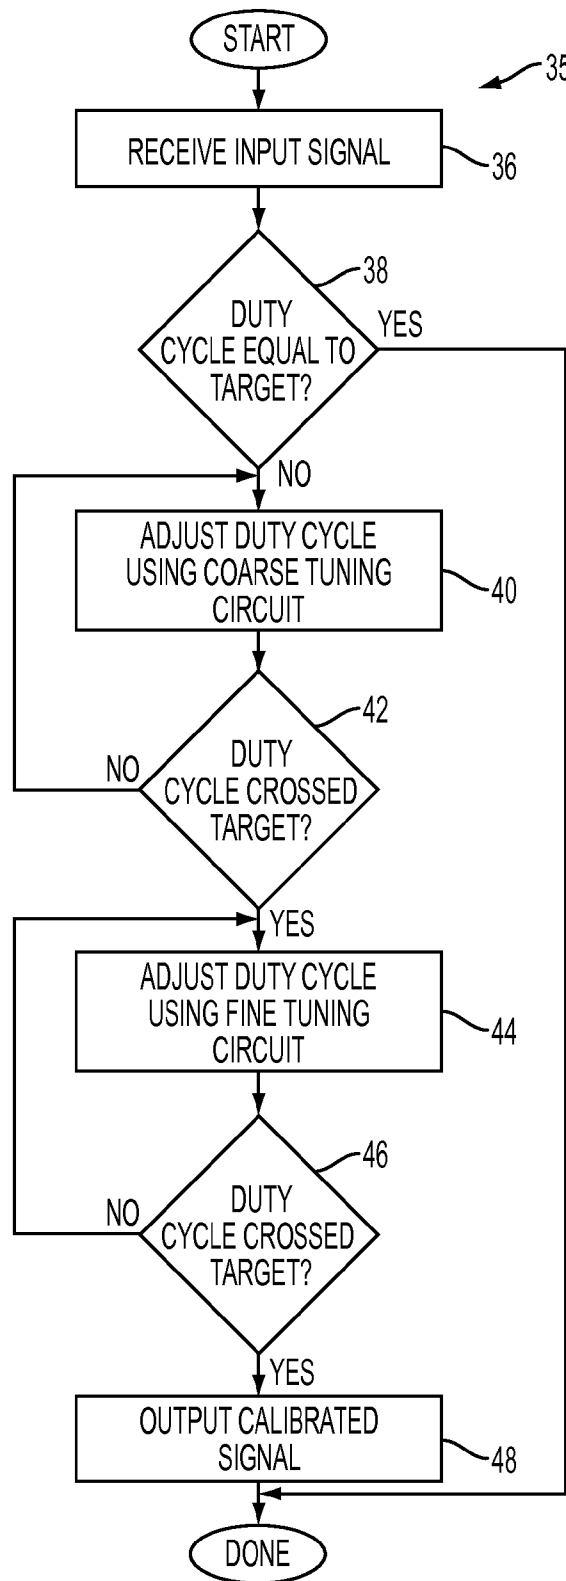 START
35
RECEIVE INPUT SIGNAL
36
38
DUTY
CYCLE EQUAL TO
TARGET?
YES
NO
ADJUST DUTY CYCLE
USING COARSE TUNING
CIRCUIT
40
42
DUTY
CYCLE CROSSED
TARGET?
NO
YES
ADJUST DUTY CYCLE
USING FINE TUNING
CIRCUIT
44
46
DUTY
CYCLE CROSSED
TARGET?
NO
YES
OUTPUT CALIBRATED
SIGNAL
48
DONE